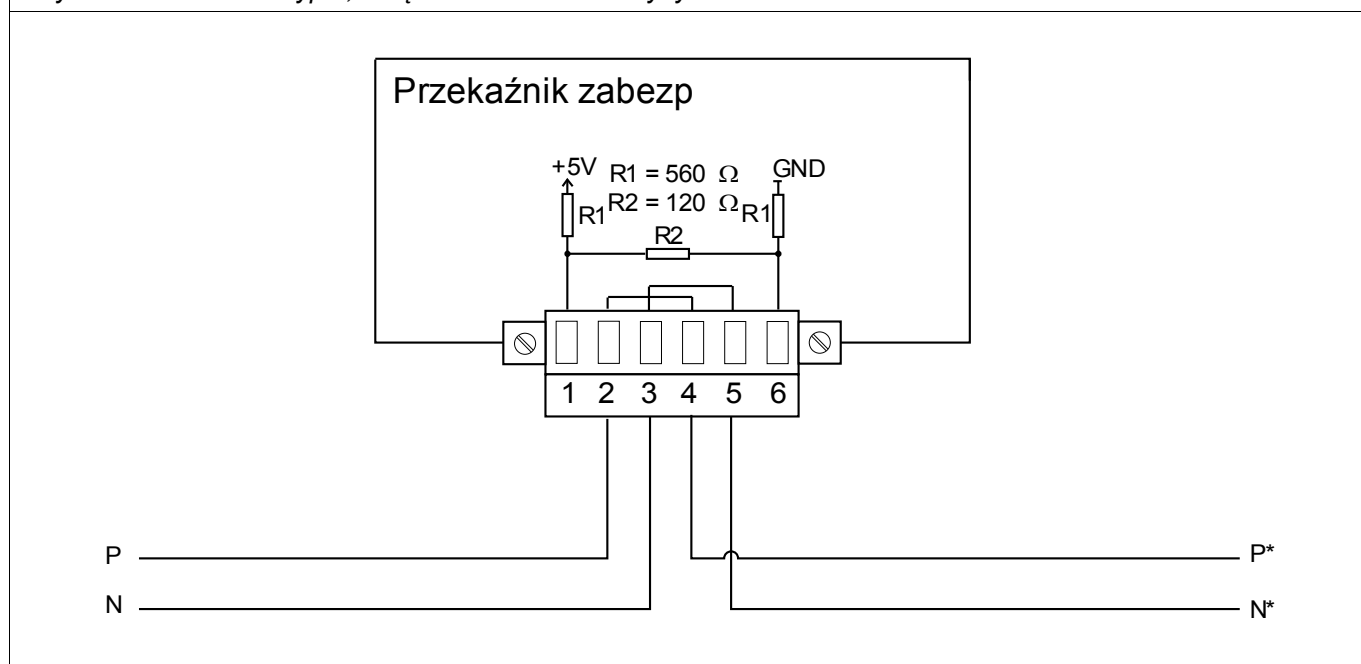 Przekaźnik zabezp
+5V R1 = 560 Ω GND
R1 R2 = 120 Ω R1
R2
1 2 3 4 5 6
P P*
N N*